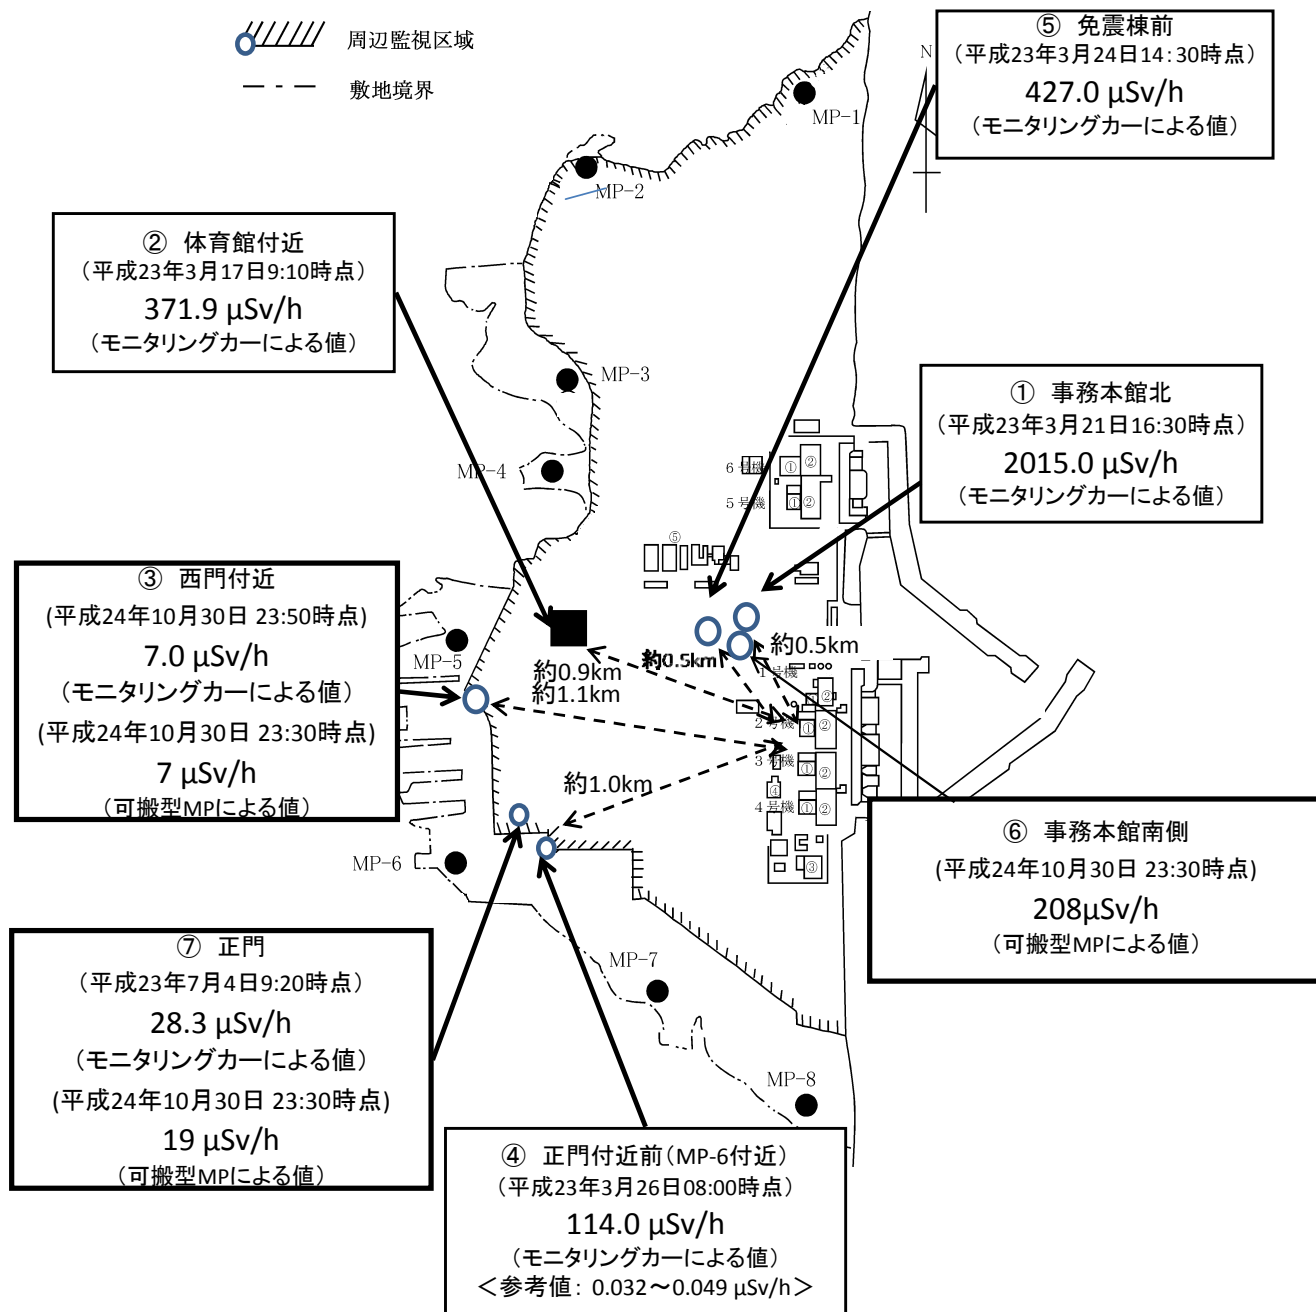 周辺監視区域
敷地境界
⑤ 免震棟前
（平成23年3月24日14:30時点）
427.0 μSv/h
（モニタリングカーによる値）
N
MP-1
MP-2
② 体育館付近
（平成23年3月17日9:10時点）
371.9 μSv/h
（モニタリングカーによる値）
MP-3
① 事務本館北
（平成23年3月21日16:30時点）
2015.0 μSv/h
（モニタリングカーによる値）
MP-4
6号機
① ②
5号機
① ②
⑤
③ 西門付近
(平成24年10月30日 23:50時点)
7.0 μSv/h
（モニタリングカーによる値）
(平成24年10月30日 23:30時点)
7 μSv/h
（可搬型MPによる値）
MP-5
約0.9km
約1.1km
約0.5km
約0.5km
1号機
②
2号機
① ②
3号機
① ②
④
4号機
① ②
③
約1.0km
MP-6
⑥ 事務本館南側
(平成24年10月30日 23:30時点)
208μSv/h
（可搬型MPによる値）
⑦ 正門
（平成23年7月4日9:20時点）
28.3 μSv/h
（モニタリングカーによる値）
(平成24年10月30日 23:30時点)
19 μSv/h
（可搬型MPによる値）
MP-7
MP-8
④ 正門付近前（MP-6付近）
（平成23年3月26日08:00時点）
114.0 μSv/h
（モニタリングカーによる値）
＜参考値： 0.032～0.049 μSv/h＞